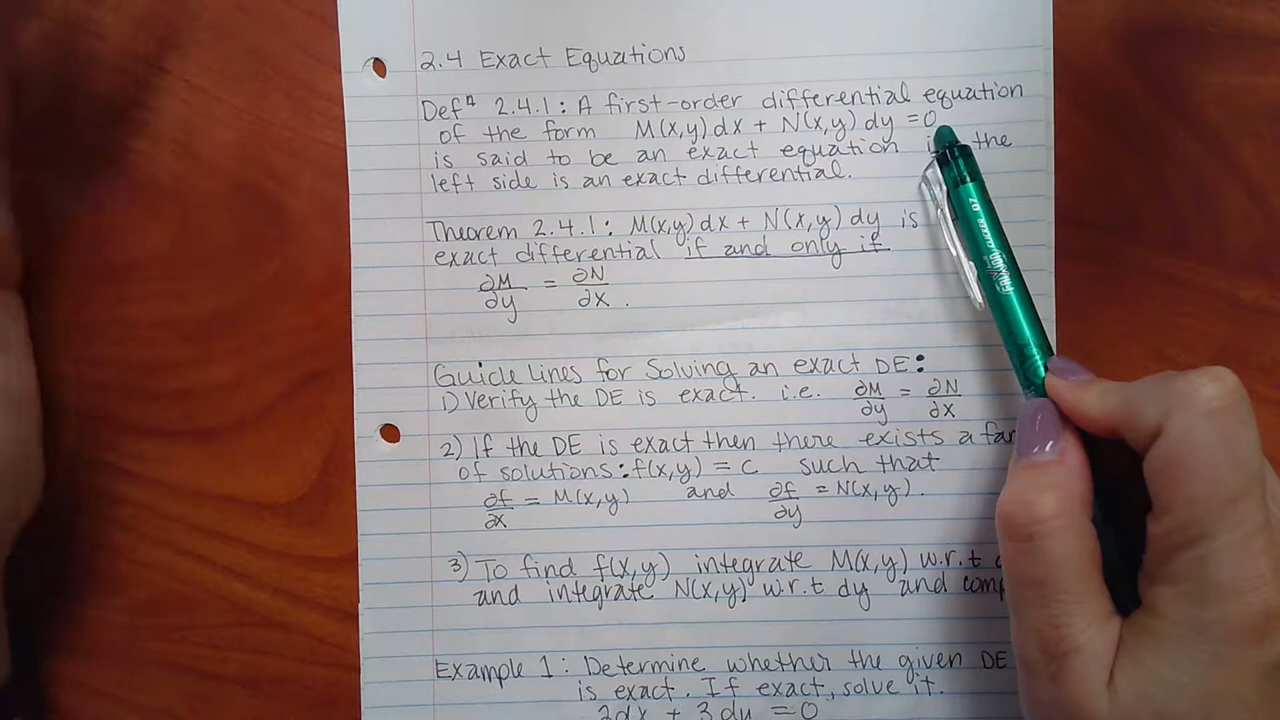 2.4 Exact Equations
Defⁿ 2.4.1: A first-order differential equation
of the form M(x,y) dx + N(x,y) dy = 0
is said to be an exact equation the
left side is an exact differential.
Theorem 2.4.1: M(x,y) dx + N(x,y) dy is
exact differential if and only if
∂M/∂y = ∂N/∂x.
Guidelines for Solving an exact DE:
1) Verify the DE is exact. i.e. ∂M/∂y = ∂N/∂x
2) If the DE is exact then there exists a
of solutions: f(x,y) = c such that
∂f/∂x = M(x,y) and ∂f/∂y = N(x,y).
3) To find f(x,y) integrate M(x,y) w.r.t
and integrate N(x,y) w.r.t dy and
Example 1: Determine whether the given DE
is exact. If exact, solve it.
2dx + 3dy = 0